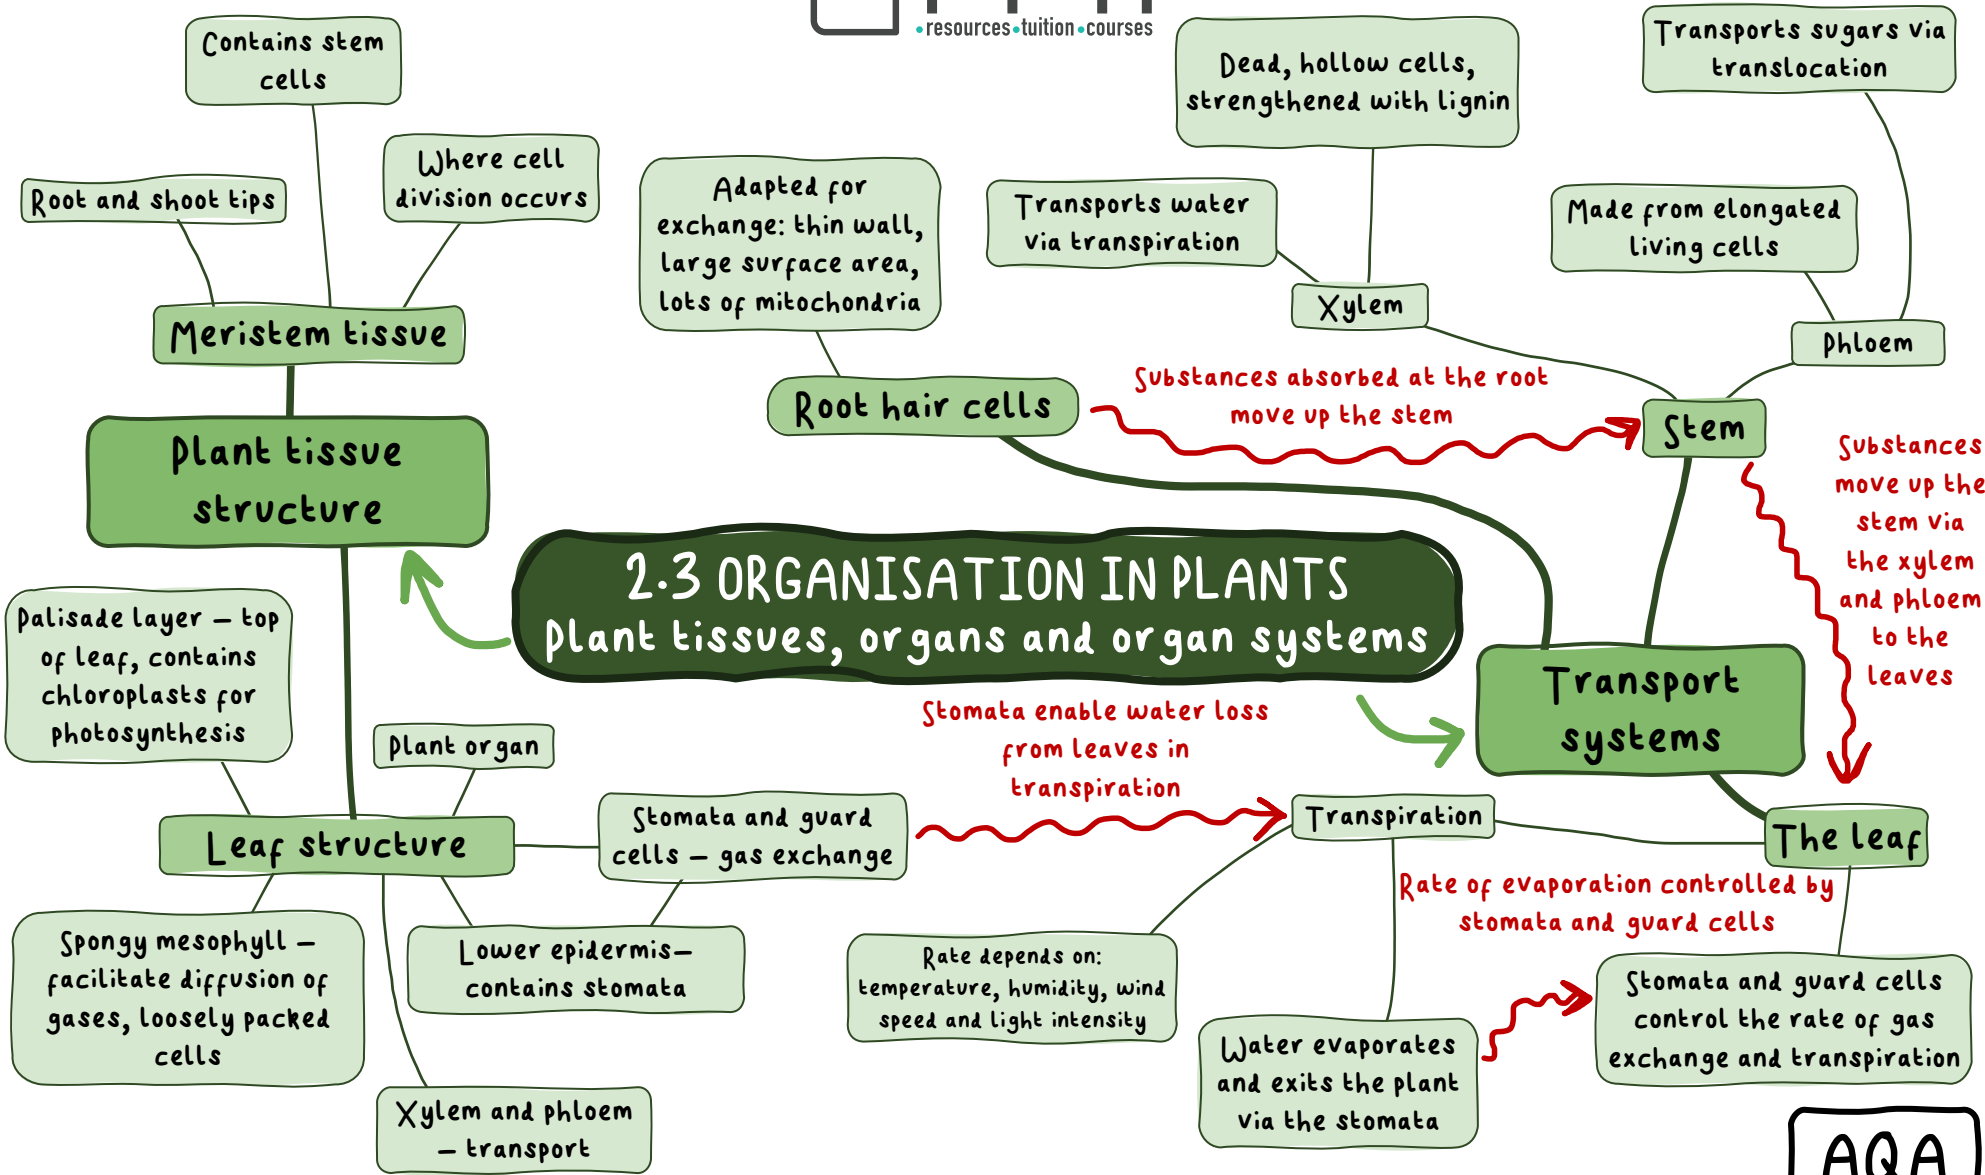 •resources•tuition•courses
Contains stem
cells
Root and shoot tips
Where cell
division occurs
Meristem tissue
Plant tissue
structure
Adapted for
exchange: thin wall,
large surface area,
lots of mitochondria
Root hair cells
Transports water
via transpiration
Dead, hollow cells,
strengthened with lignin
Xylem
Transports sugars via
translocation
Made from elongated
living cells
Phloem
Substances absorbed at the root
move up the stem
Stem
Substances
move up the
stem via
the xylem
and phloem
to the
leaves
2.3 ORGANISATION IN PLANTS
Plant tissues, organs and organ systems
Transport
systems
Palisade layer – top
of leaf, contains
chloroplasts for
photosynthesis
Plant organ
Leaf structure
Stomata and guard
cells – gas exchange
Spongy mesophyll –
facilitate diffusion of
gases, loosely packed
cells
Lower epidermis–
contains stomata
Xylem and phloem
– transport
Stomata enable water loss
from leaves in
transpiration
Transpiration
The leaf
Rate of evaporation controlled by
stomata and guard cells
Rate depends on:
temperature, humidity, wind
speed and light intensity
Water evaporates
and exits the plant
via the stomata
Stomata and guard cells
control the rate of gas
exchange and transpiration
AQA